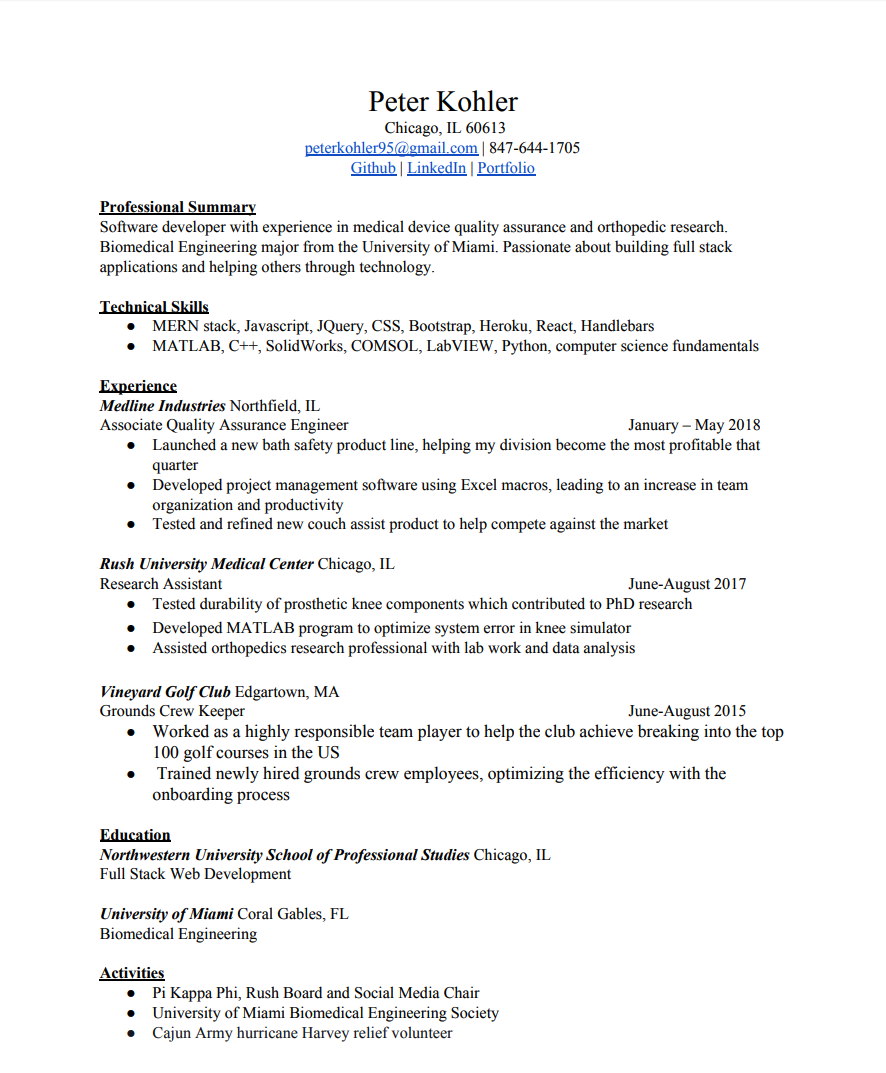 Peter Kohler
Chicago, IL 60613
peterkohler95@gmail.com | 847-644-1705
Github | LinkedIn | Portfolio
Professional Summary
Software developer with experience in medical device quality assurance and orthopedic research.
Biomedical Engineering major from the University of Miami. Passionate about building full stack
applications and helping others through technology.
Technical Skills
● MERN stack, Javascript, JQuery, CSS, Bootstrap, Heroku, React, Handlebars
● MATLAB, C++, SolidWorks, COMSOL, LabVIEW, Python, computer science fundamentals
Experience
Medline Industries Northfield, IL
Associate Quality Assurance Engineer January – May 2018
● Launched a new bath safety product line, helping my division become the most profitable that
quarter
● Developed project management software using Excel macros, leading to an increase in team
organization and productivity
● Tested and refined new couch assist product to help compete against the market
Rush University Medical Center Chicago, IL
Research Assistant June-August 2017
● Tested durability of prosthetic knee components which contributed to PhD research
● Developed MATLAB program to optimize system error in knee simulator
● Assisted orthopedics research professional with lab work and data analysis
Vineyard Golf Club Edgartown, MA
Grounds Crew Keeper June-August 2015
● Worked as a highly responsible team player to help the club achieve breaking into the top
100 golf courses in the US
● Trained newly hired grounds crew employees, optimizing the efficiency with the
onboarding process
Education
Northwestern University School of Professional Studies Chicago, IL
Full Stack Web Development
University of Miami Coral Gables, FL
Biomedical Engineering
Activities
● Pi Kappa Phi, Rush Board and Social Media Chair
● University of Miami Biomedical Engineering Society
● Cajun Army hurricane Harvey relief volunteer